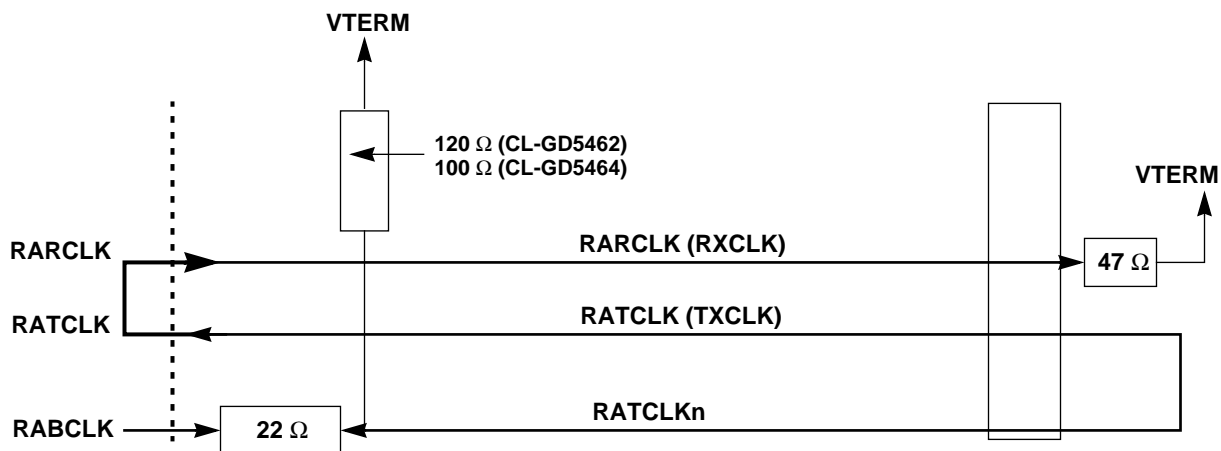 VTERM
120 Ω (CL-GD5462)
100 Ω (CL-GD5464)
VTERM
RARCLK
RARCLK (RXCLK)
47 Ω
RATCLK
RATCLK (TXCLK)
RABCLK
22 Ω
RATCLKn